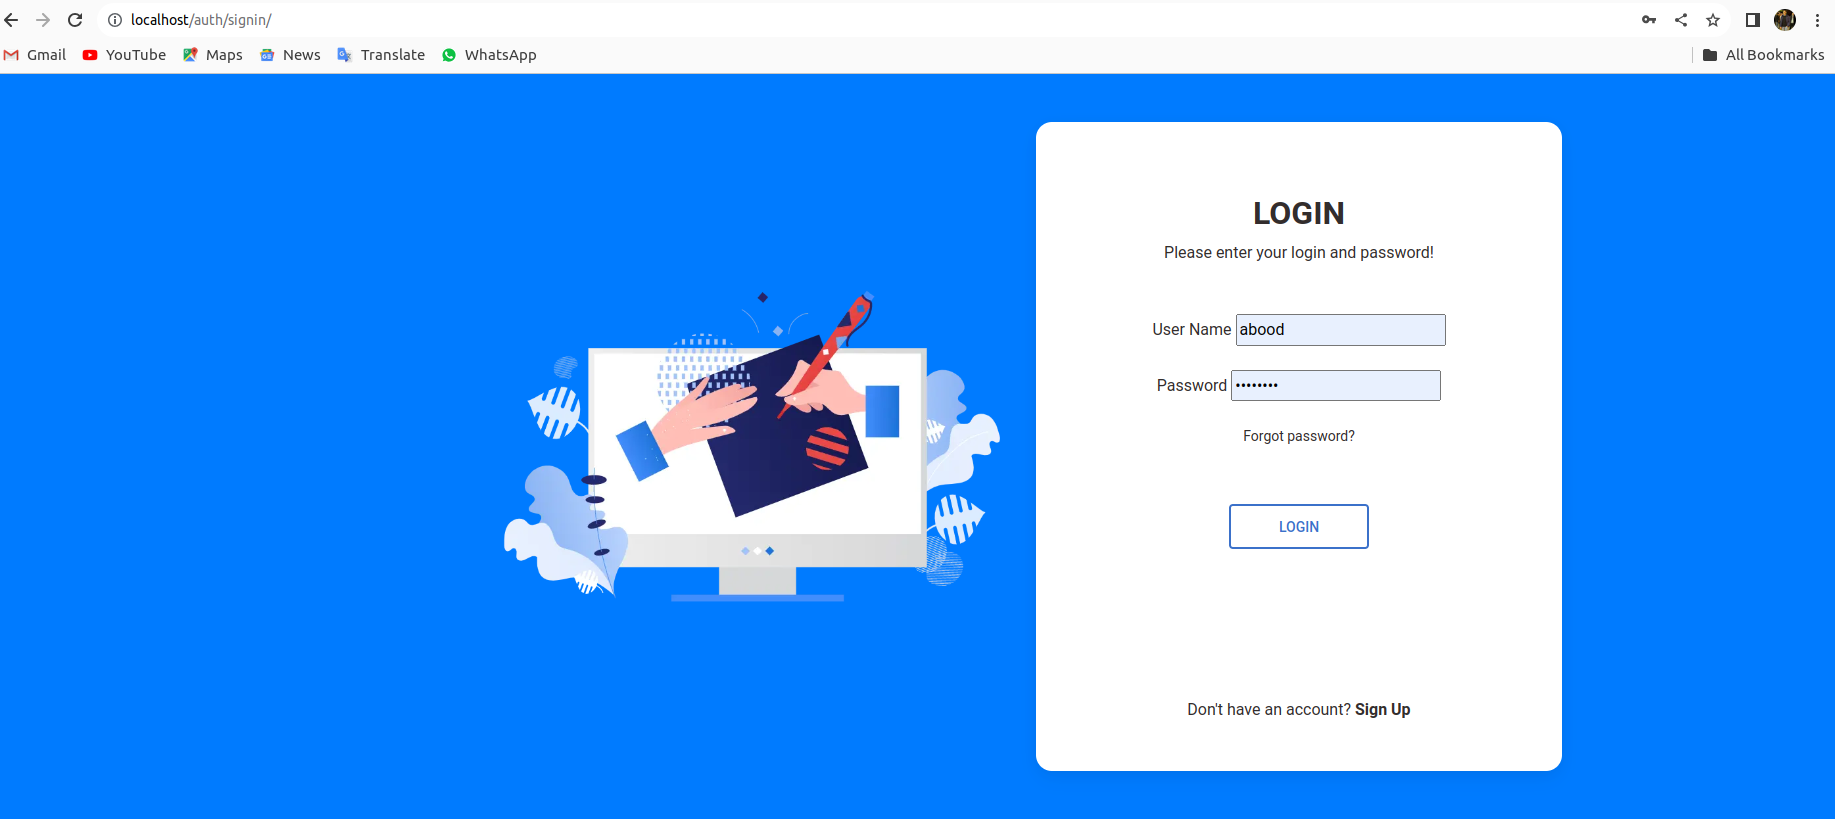 localhost/auth/signin/
Gmail YouTube Maps News Translate WhatsApp All Bookmarks
LOGIN
Please enter your login and password!
User Name abood
Password ••••••••
Forgot password?
LOGIN
Don't have an account? Sign Up